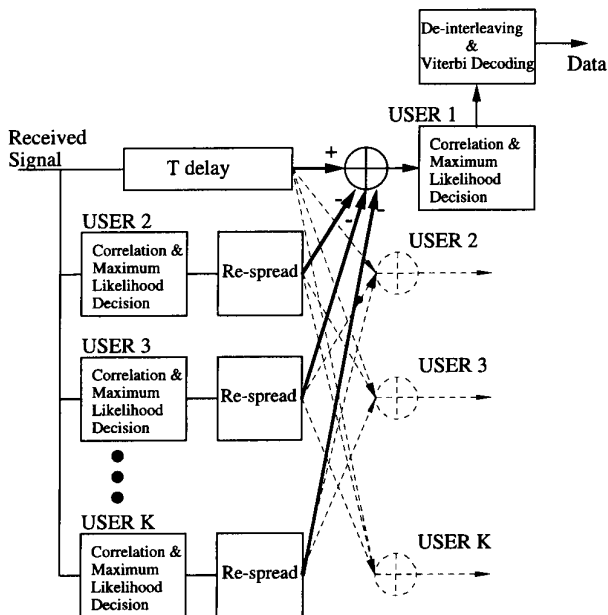 De-interleaving
&
Viterbi Decoding
Data
USER 1
Received
Signal
T delay
+
Correlation &
Maximum
Likelihood
Decision
-
-
-
USER 2
Correlation &
Maximum
Likelihood
Decision
Re-spread
USER 2
USER 3
Correlation &
Maximum
Likelihood
Decision
Re-spread
USER 3
USER K
Correlation &
Maximum
Likelihood
Decision
Re-spread
USER K